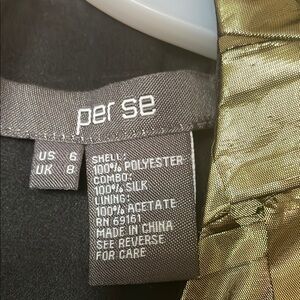 per se
US 6
UK 8
SHELL:
100% POLYESTER
COMBO:
100% SILK
LINING:
100% ACETATE
RN 69161
MADE IN CHINA
SEE REVERSE
FOR CARE